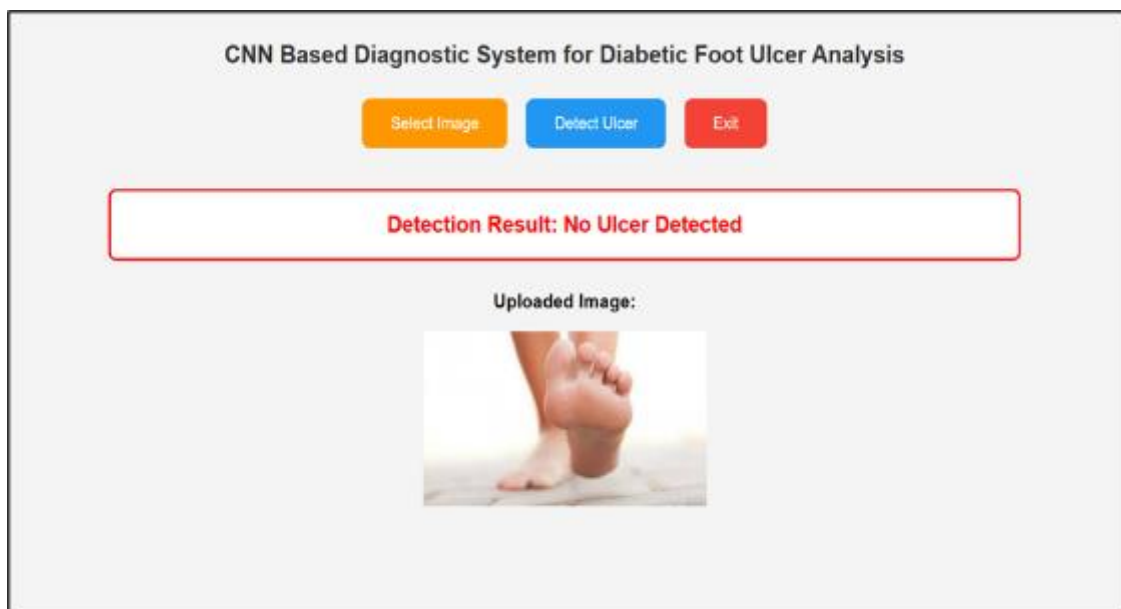 CNN Based Diagnostic System for Diabetic Foot Ulcer Analysis
Select Image
Detect Ulcer
Exit
Detection Result: No Ulcer Detected
Uploaded Image: